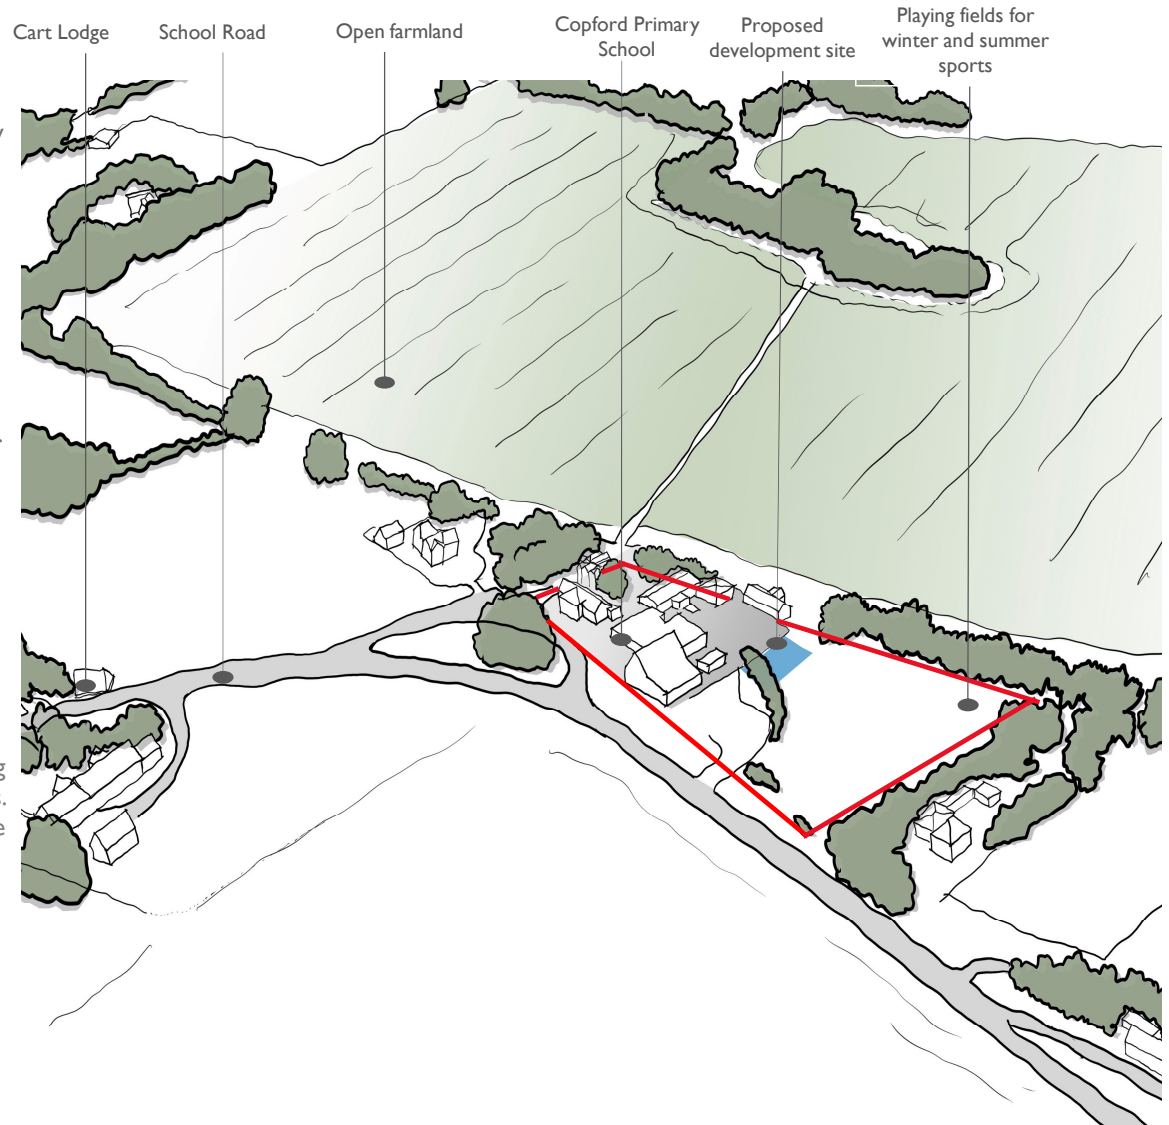 Cart Lodge
School Road
Open farmland
Copford Primary
School
Proposed
development site
Playing fields for
winter and summer
sports